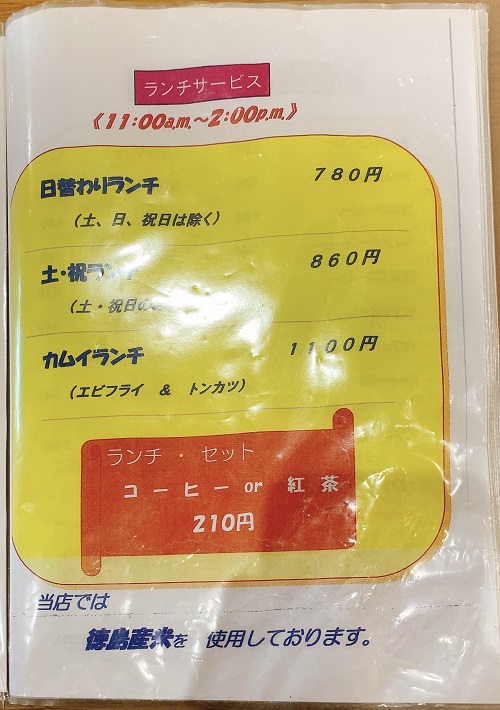 ランチサービス
《11:00a.m.～2:00p.m.》
日替わりランチ 780円
（土、日、祝日は除く）
土・祝ランチ 860円
（土・祝日の
カムイランチ 1100円
（エビフライ ＆ トンカツ）
ランチ・セット
コーヒー or 紅茶
210円
当店では
徳島産米を 使用しております。